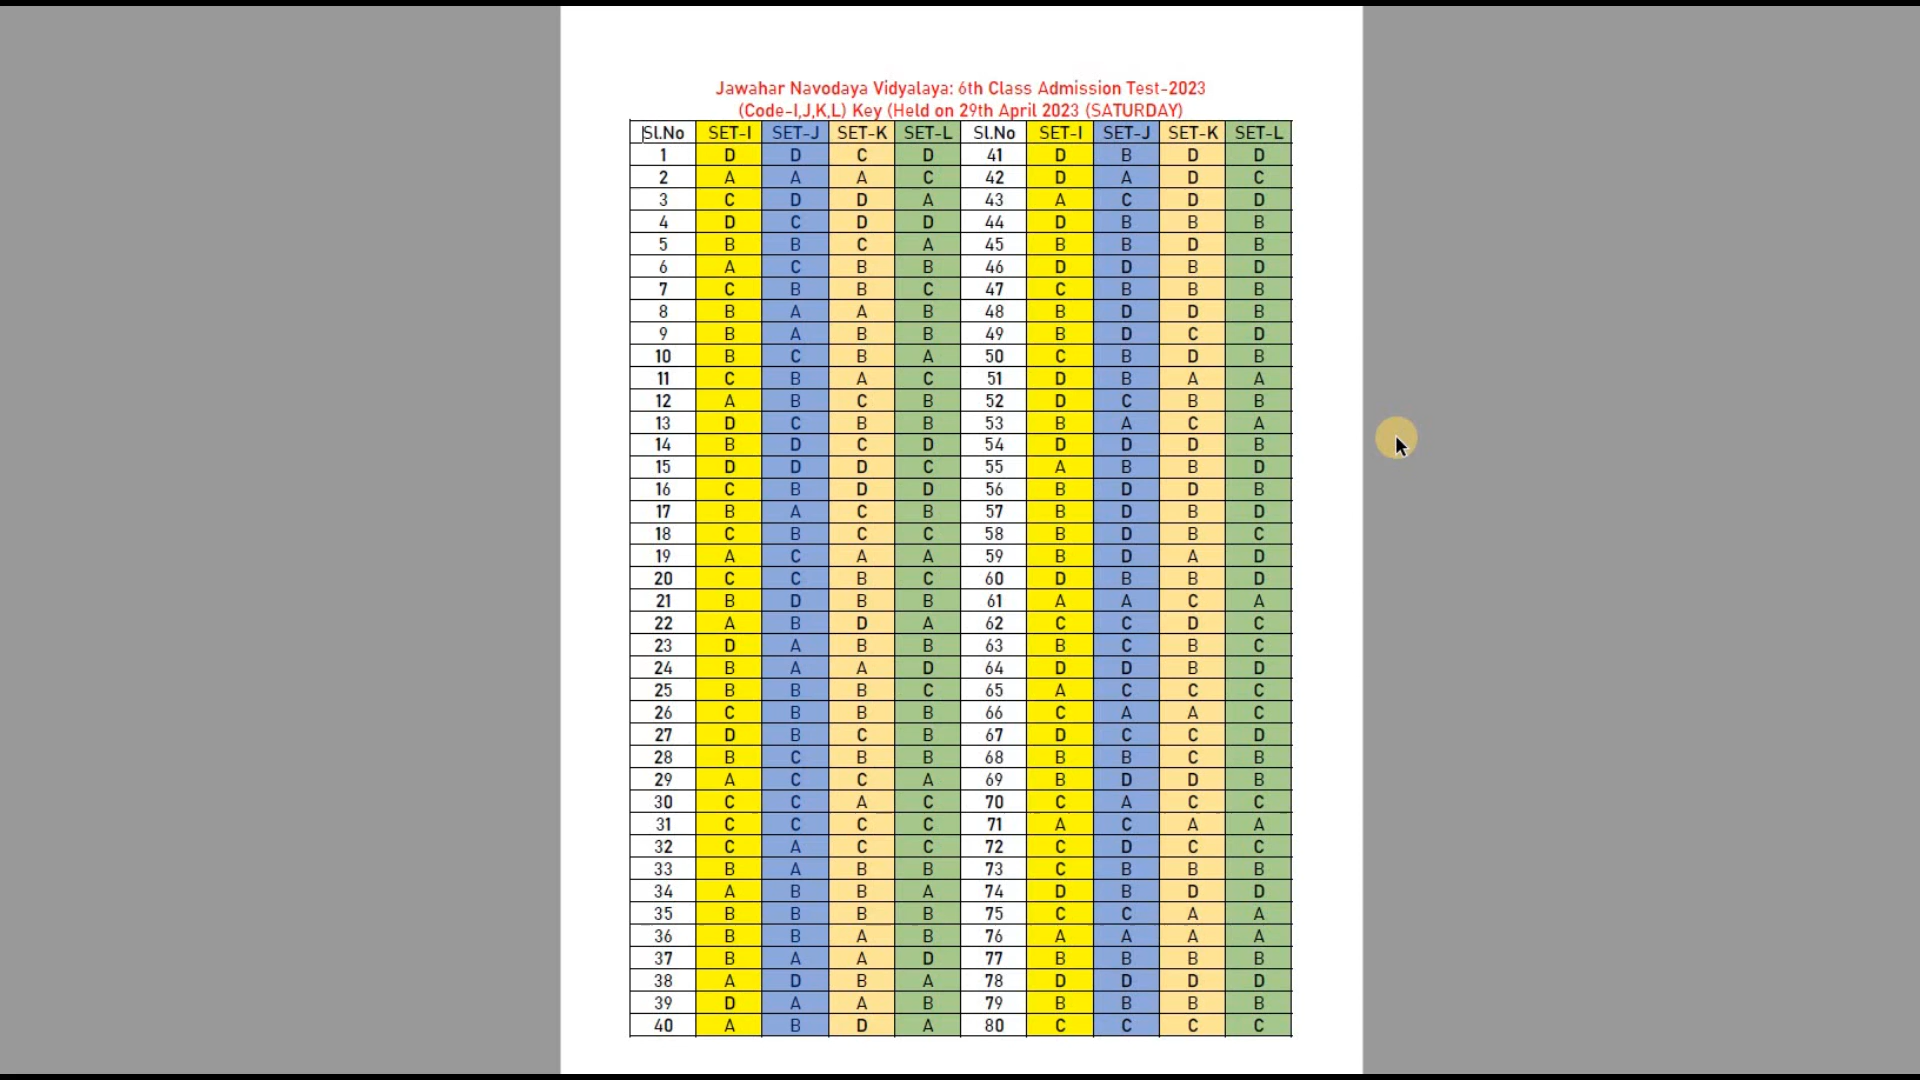 Jawahar Navodaya Vidyalaya: 6th Class Admission Test-2023
(Code-I,J,K,L) Key (Held on 29th April 2023 (SATURDAY)
Sl.No SET-I SET-J SET-K SET-L Sl.No SET-I SET-J SET-K SET-L
1 D D C D 41 D B D D
2 A A A C 42 D A D C
3 C D D A 43 A C D D
4 D C D D 44 D B B B
5 B B C A 45 B B D B
6 A C B B 46 D D B D
7 C B B C 47 C B B B
8 B A A B 48 B D D B
9 B A B B 49 B D C D
10 B C B A 50 C B D B
11 C B A C 51 D B A A
12 A B C B 52 D C B B
13 D C B B 53 B A C A
14 B D C D 54 D D D B
15 D D D C 55 A B B D
16 C B D D 56 B D D B
17 B A C B 57 B D B D
18 C B C C 58 B D B C
19 A C A A 59 B D A D
20 C C B C 60 D B B D
21 B D B B 61 A A C A
22 A B D A 62 C C D C
23 D A B B 63 B C B C
24 B A A D 64 D D B D
25 B B B C 65 A C C C
26 C B B B 66 C A A C
27 D B C B 67 D C C D
28 B C B B 68 B B C B
29 A C C A 69 B D D B
30 C C A C 70 C A C C
31 C C C C 71 A C A A
32 C A C C 72 C D C C
33 B A B B 73 C B B B
34 A B B A 74 D B D D
35 B B B B 75 C C A A
36 B B A B 76 A A A A
37 B A A D 77 B B B B
38 A D B A 78 D D D D
39 D A A B 79 B B B B
40 A B D A 80 C C C C